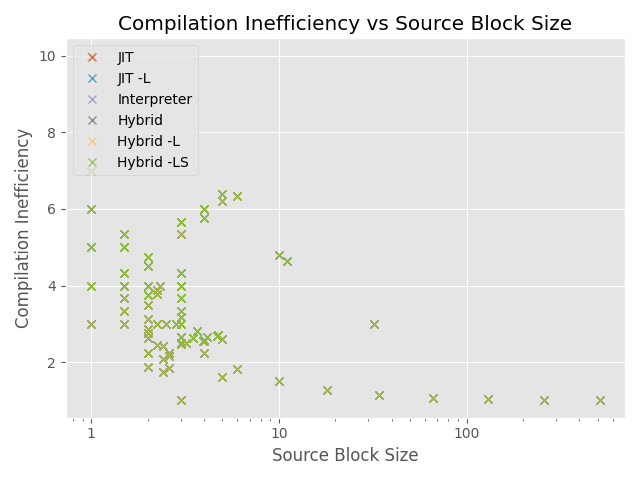 Compilation Inefficiency vs Source Block Size
10
8
6
4
2
Compilation Inefficiency
JIT
JIT -L
Interpreter
Hybrid
Hybrid -L
Hybrid -LS
1
10
100
Source Block Size